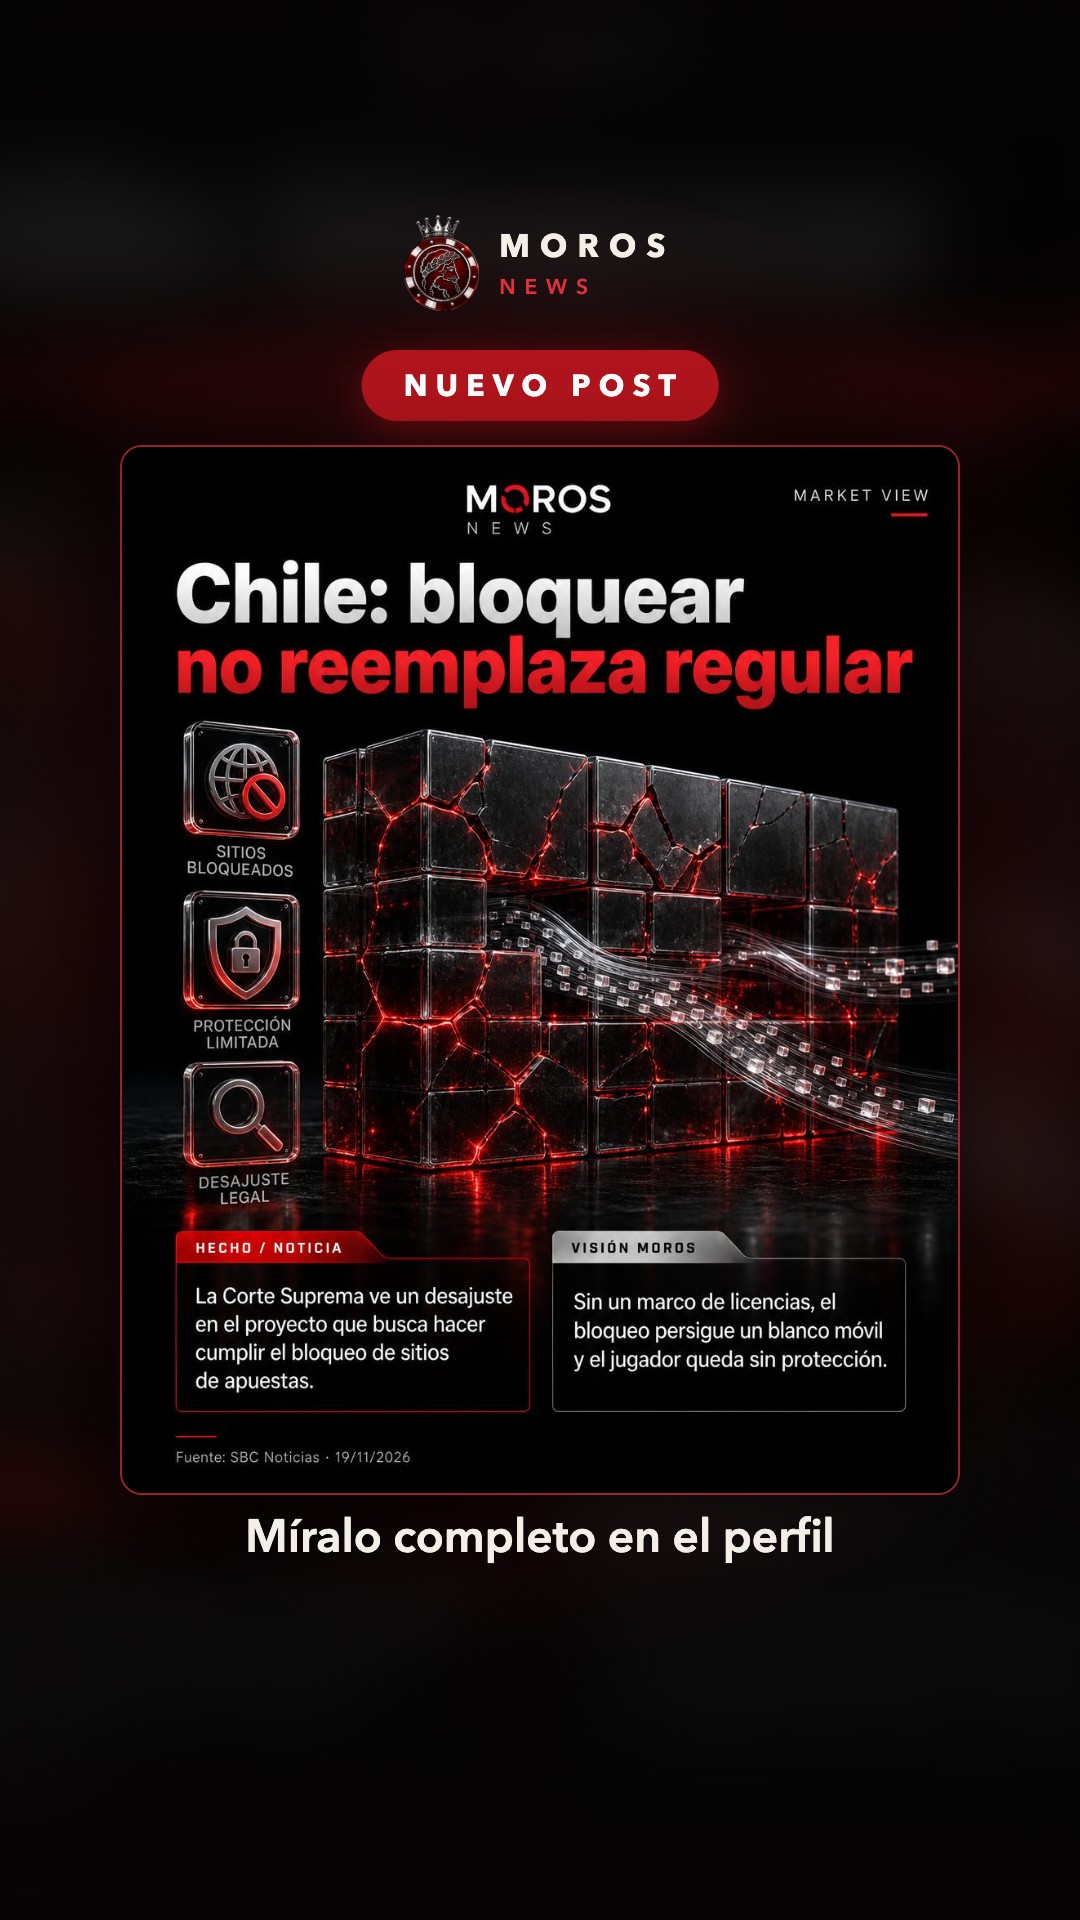 MOROS
NEWS
NUEVO POST
MOROS
NEWS
MARKET VIEW
Chile: bloquear
no reemplaza regular
SITIOS
BLOQUEADOS
PROTECCIÓN
LIMITADA
DESAJUSTE
LEGAL
HECHO / NOTICIA
La Corte Suprema ve un desajuste
en el proyecto que busca hacer
cumplir el bloqueo de sitios
de apuestas.
VISIÓN MOROS
Sin un marco de licencias, el
bloqueo persigue un blanco móvil
y el jugador queda sin protección.
Fuente: SBC Noticias · 19/11/2026
Míralo completo en el perfil